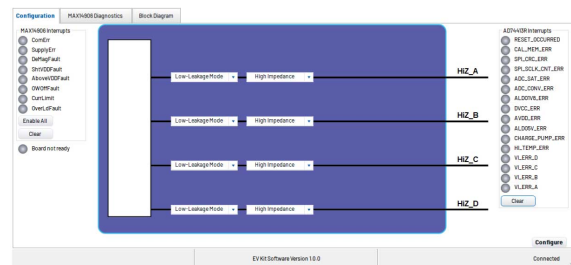 Configuration MAX14906 Diagnostics Block Diagram
MAX14906 Interrupts
ComErr
SupplyErr
DeMagFault
ShtVDDFault
AboveVDDFault
OWOffFault
CurrLimit
OverLdFault
Enable All
Clear
Board not ready
Low-Leakage Mode High Impedance HiZ_A
Low-Leakage Mode High Impedance HiZ_B
Low-Leakage Mode High Impedance HiZ_C
Low-Leakage Mode High Impedance HiZ_D
AD74413R Interrupts
RESET_OCCURRED
CAL_MEM_ERR
SPI_CRC_ERR
SPI_SCLK_CNT_ERR
ADC_SAT_ERR
ADC_CONV_ERR
ALDO1V8_ERR
DVCC_ERR
AVDD_ERR
ALDO5V_ERR
CHARGE_PUMP_ERR
HI_TEMP_ERR
VI_ERR_D
VI_ERR_C
VI_ERR_B
VI_ERR_A
Clear
Configure
EV Kit Software Version 1.0.0 Connected